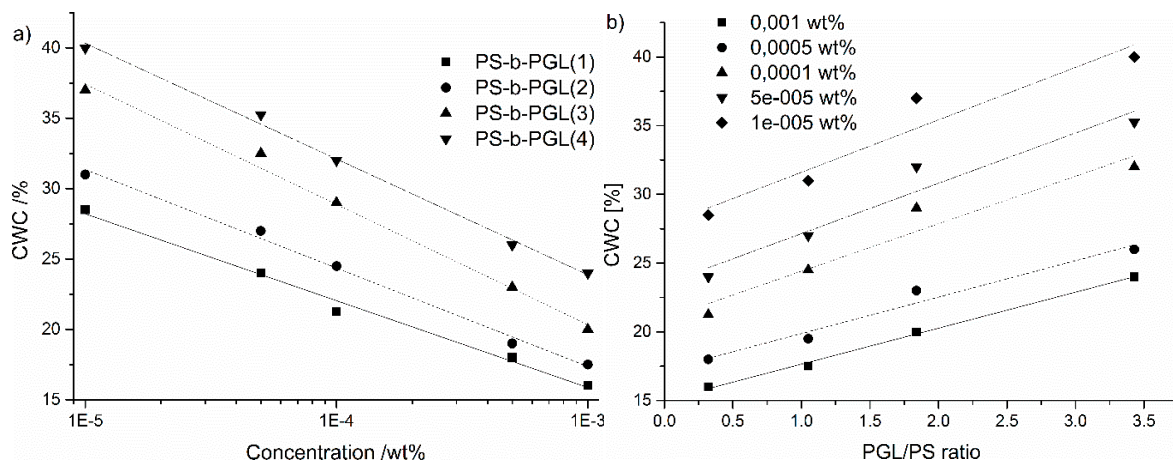 a)
PS-b-PGL(1)
PS-b-PGL(2)
PS-b-PGL(3)
PS-b-PGL(4)
CWC /%
40
35
30
25
20
15
1E-5
1E-4
1E-3
Concentration /wt%
b)
0,001 wt%
0,0005 wt%
0,0001 wt%
5e-005 wt%
1e-005 wt%
CWC [%]
40
35
30
25
20
15
0.0
0.5
1.0
1.5
2.0
2.5
3.0
3.5
PGL/PS ratio